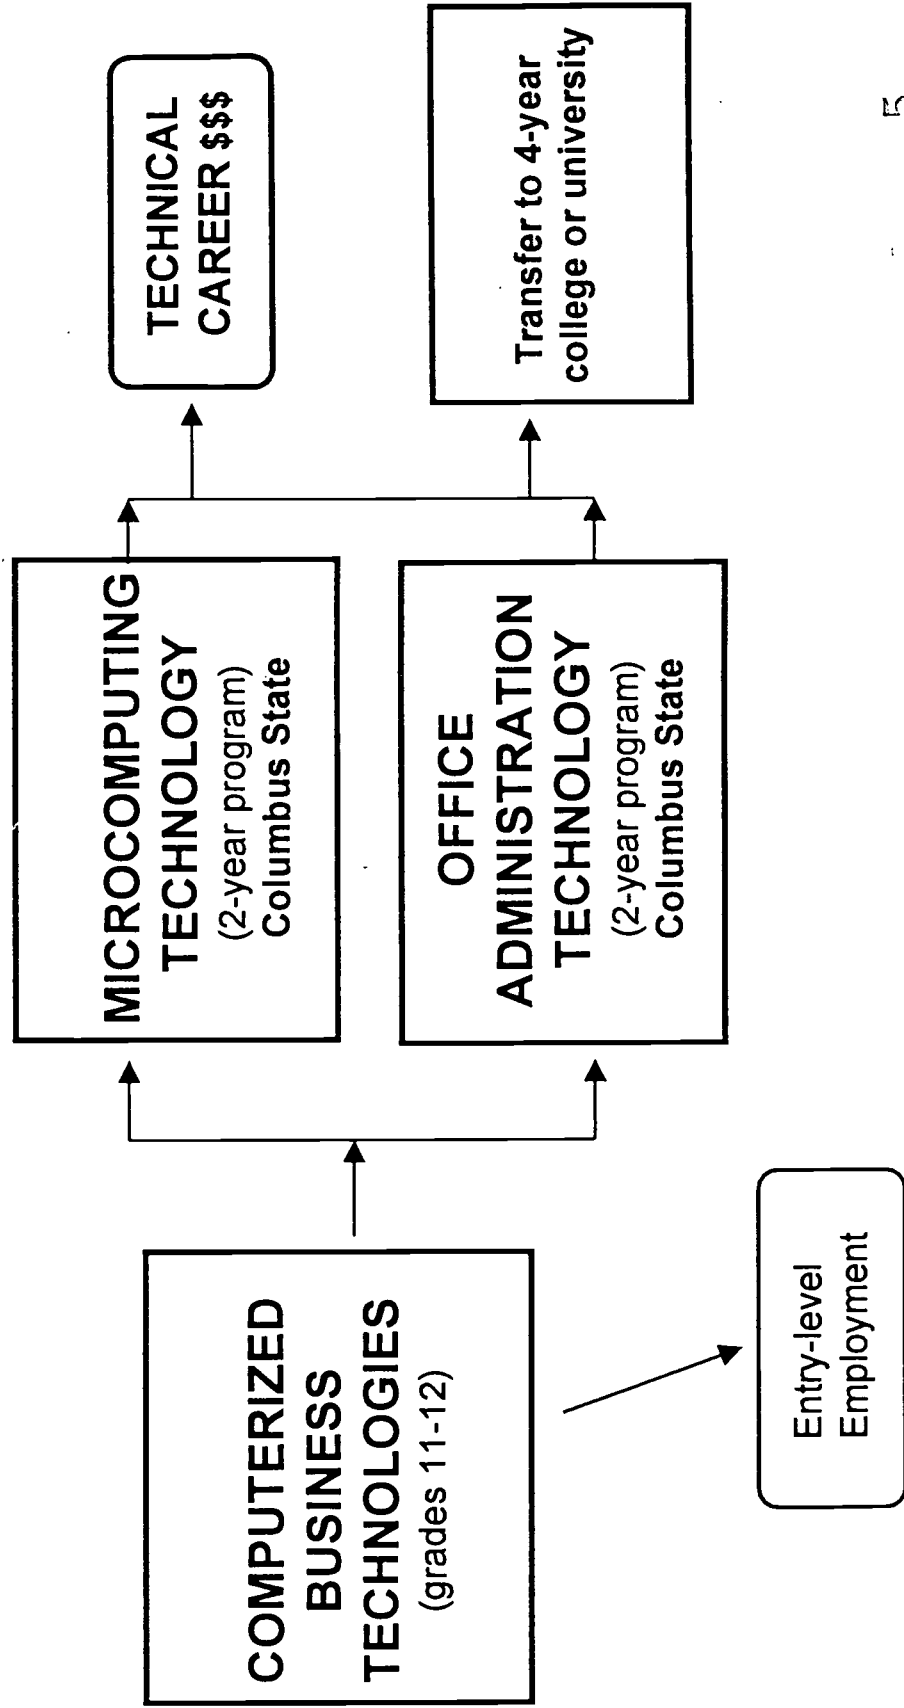 COMPUTERIZED
BUSINESS
TECHNOLOGIES
(grades 11-12)
Entry-level
Employment
MICROCOMPUTING
TECHNOLOGY
(2-year program)
Columbus State
OFFICE
ADMINISTRATION
TECHNOLOGY
(2-year program)
Columbus State
TECHNICAL
CAREER $$$
Transfer to 4-year
college or university